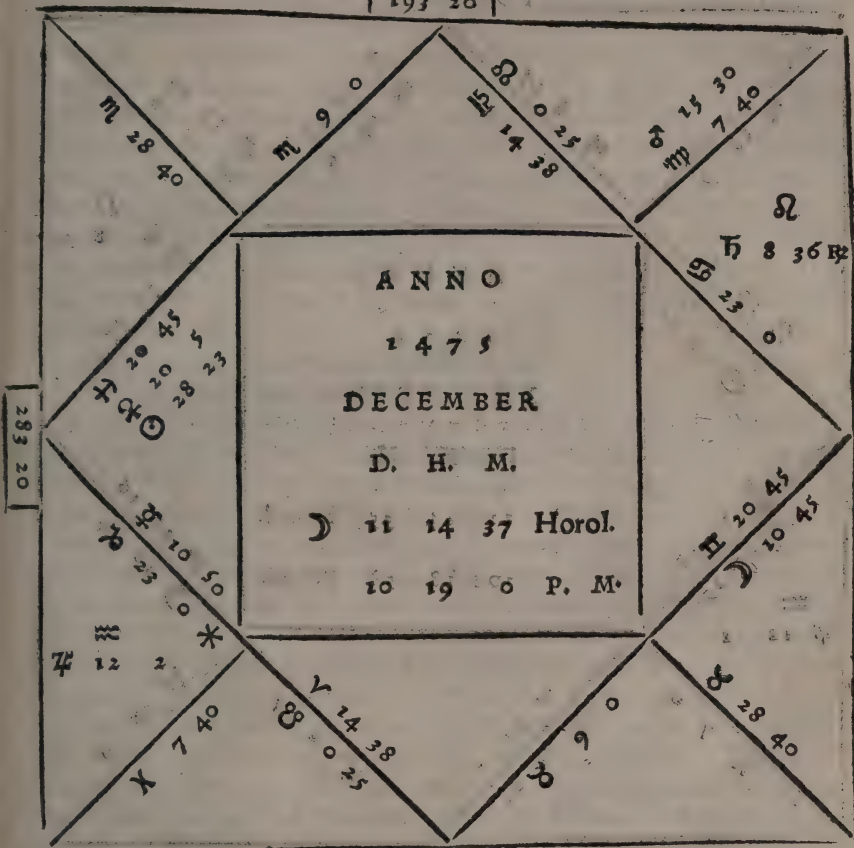 193 20
♏ 28 40
♏ 9 0
☊ 0 25
♎ 14 38
♂ 15 30
♍ 7 40
♌
♄ 8 36 ℞
♋ 23 0
ANNO
1475
DECEMBER
D. H. M.
☽ 11 14 37 Horol.
10 19 0 P. M.
♐ 20 45
♀ 20 5
☉ 28 23
283 20
☿ 10 50
♑ 23 0
♒
♃ 12 2
♓ 7 40
♈ 14 38
☋ 0 25
♉ 9 0
♉ 28 40
♊ 20 45
☽ 10 45